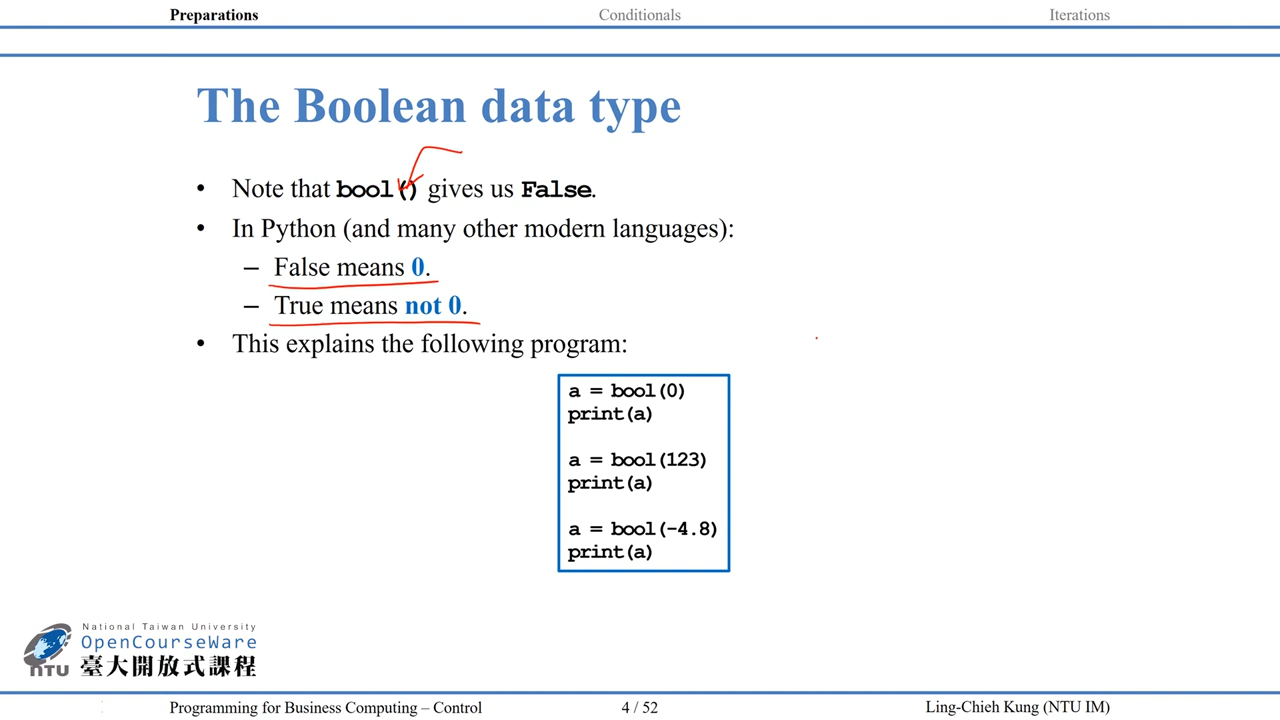 Preparations Conditionals Iterations
The Boolean data type
• Note that bool() gives us False.
• In Python (and many other modern languages):
– False means 0.
– True means not 0.
• This explains the following program:
a = bool(0)
print(a)
a = bool(123)
print(a)
a = bool(-4.8)
print(a)
National Taiwan University
OpenCourseWare
NTU 臺大開放式課程
Programming for Business Computing – Control 4 / 52 Ling-Chieh Kung (NTU IM)